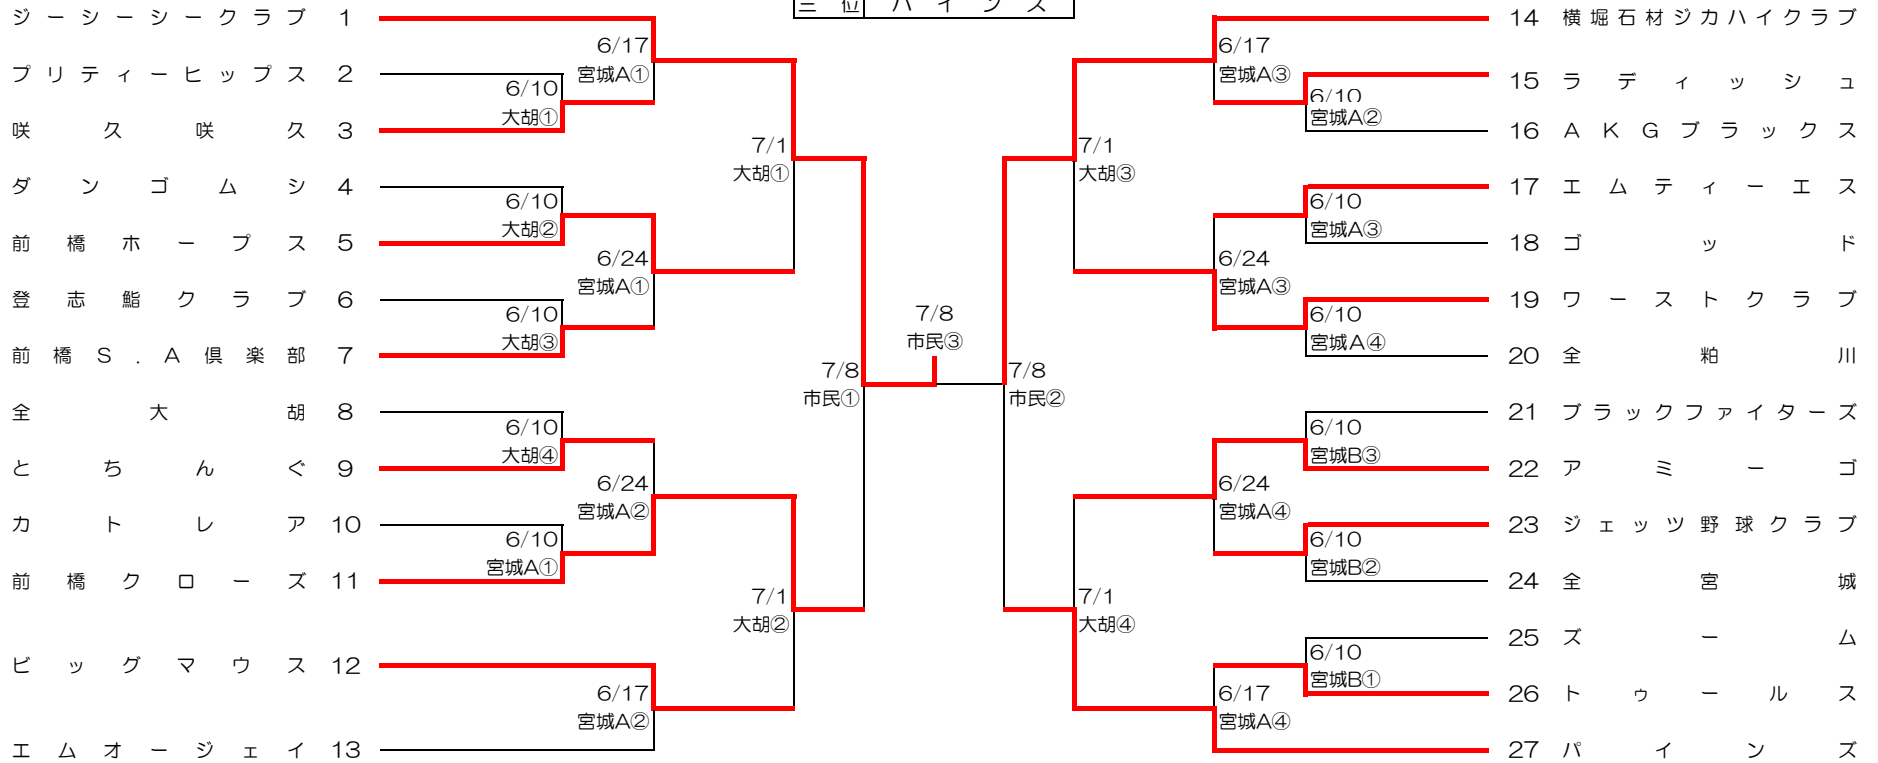 三位 パインズ
ジーシーシークラブ 1
6/17
宮城A①
プリティーヒップス 2
6/10
大胡①
咲久咲久 3
7/1
大胡①
ダンゴムシ 4
6/10
大胡②
前橋ホープス 5
6/24
宮城A①
登志鮨クラブ 6
6/10
大胡③
前橋S.A倶楽部 7
7/8
市民①
全大胡 8
6/10
大胡④
とちんぐ 9
6/24
宮城A②
カトレア 10
6/10
宮城A①
前橋クローズ 11
7/1
大胡②
ビッグマウス 12
6/17
宮城A②
エムオージェイ 13
7/8
市民③
14 横堀石材ジカハイクラブ
6/17
宮城A③
15 ラディッシュ
6/10
宮城A②
16 AKGブラックス
7/1
大胡③
17 エムティーエス
6/10
宮城A③
18 ゴッド
6/24
宮城A③
19 ワーストクラブ
6/10
宮城A④
20 全粕川
7/8
市民②
21 ブラックファイターズ
6/10
宮城B③
22 アミーゴ
6/24
宮城A④
23 ジェッツ野球クラブ
6/10
宮城B②
24 全宮城
7/1
大胡④
25 ズーム
6/10
宮城B①
26 トゥールス
6/17
宮城A④
27 パインズ